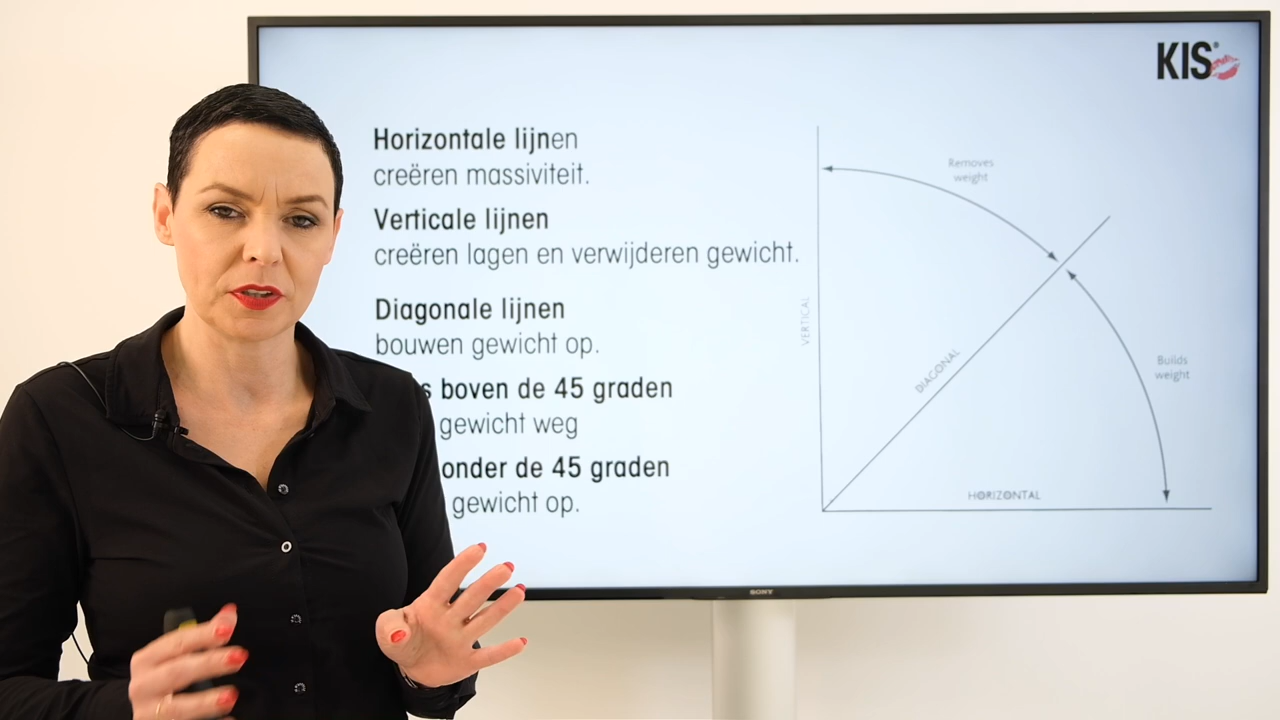 KIS
Horizontale lijnen
creëren massiviteit.
Verticale lijnen
creëren lagen en verwijderen gewicht.
Diagonale lijnen
bouwen gewicht op.
boven de 45 graden
gewicht weg
onder de 45 graden
gewicht op.
Removes
weight
VERTICAL
DIAGONAL
Builds
weight
HORIZONTAL
SONY